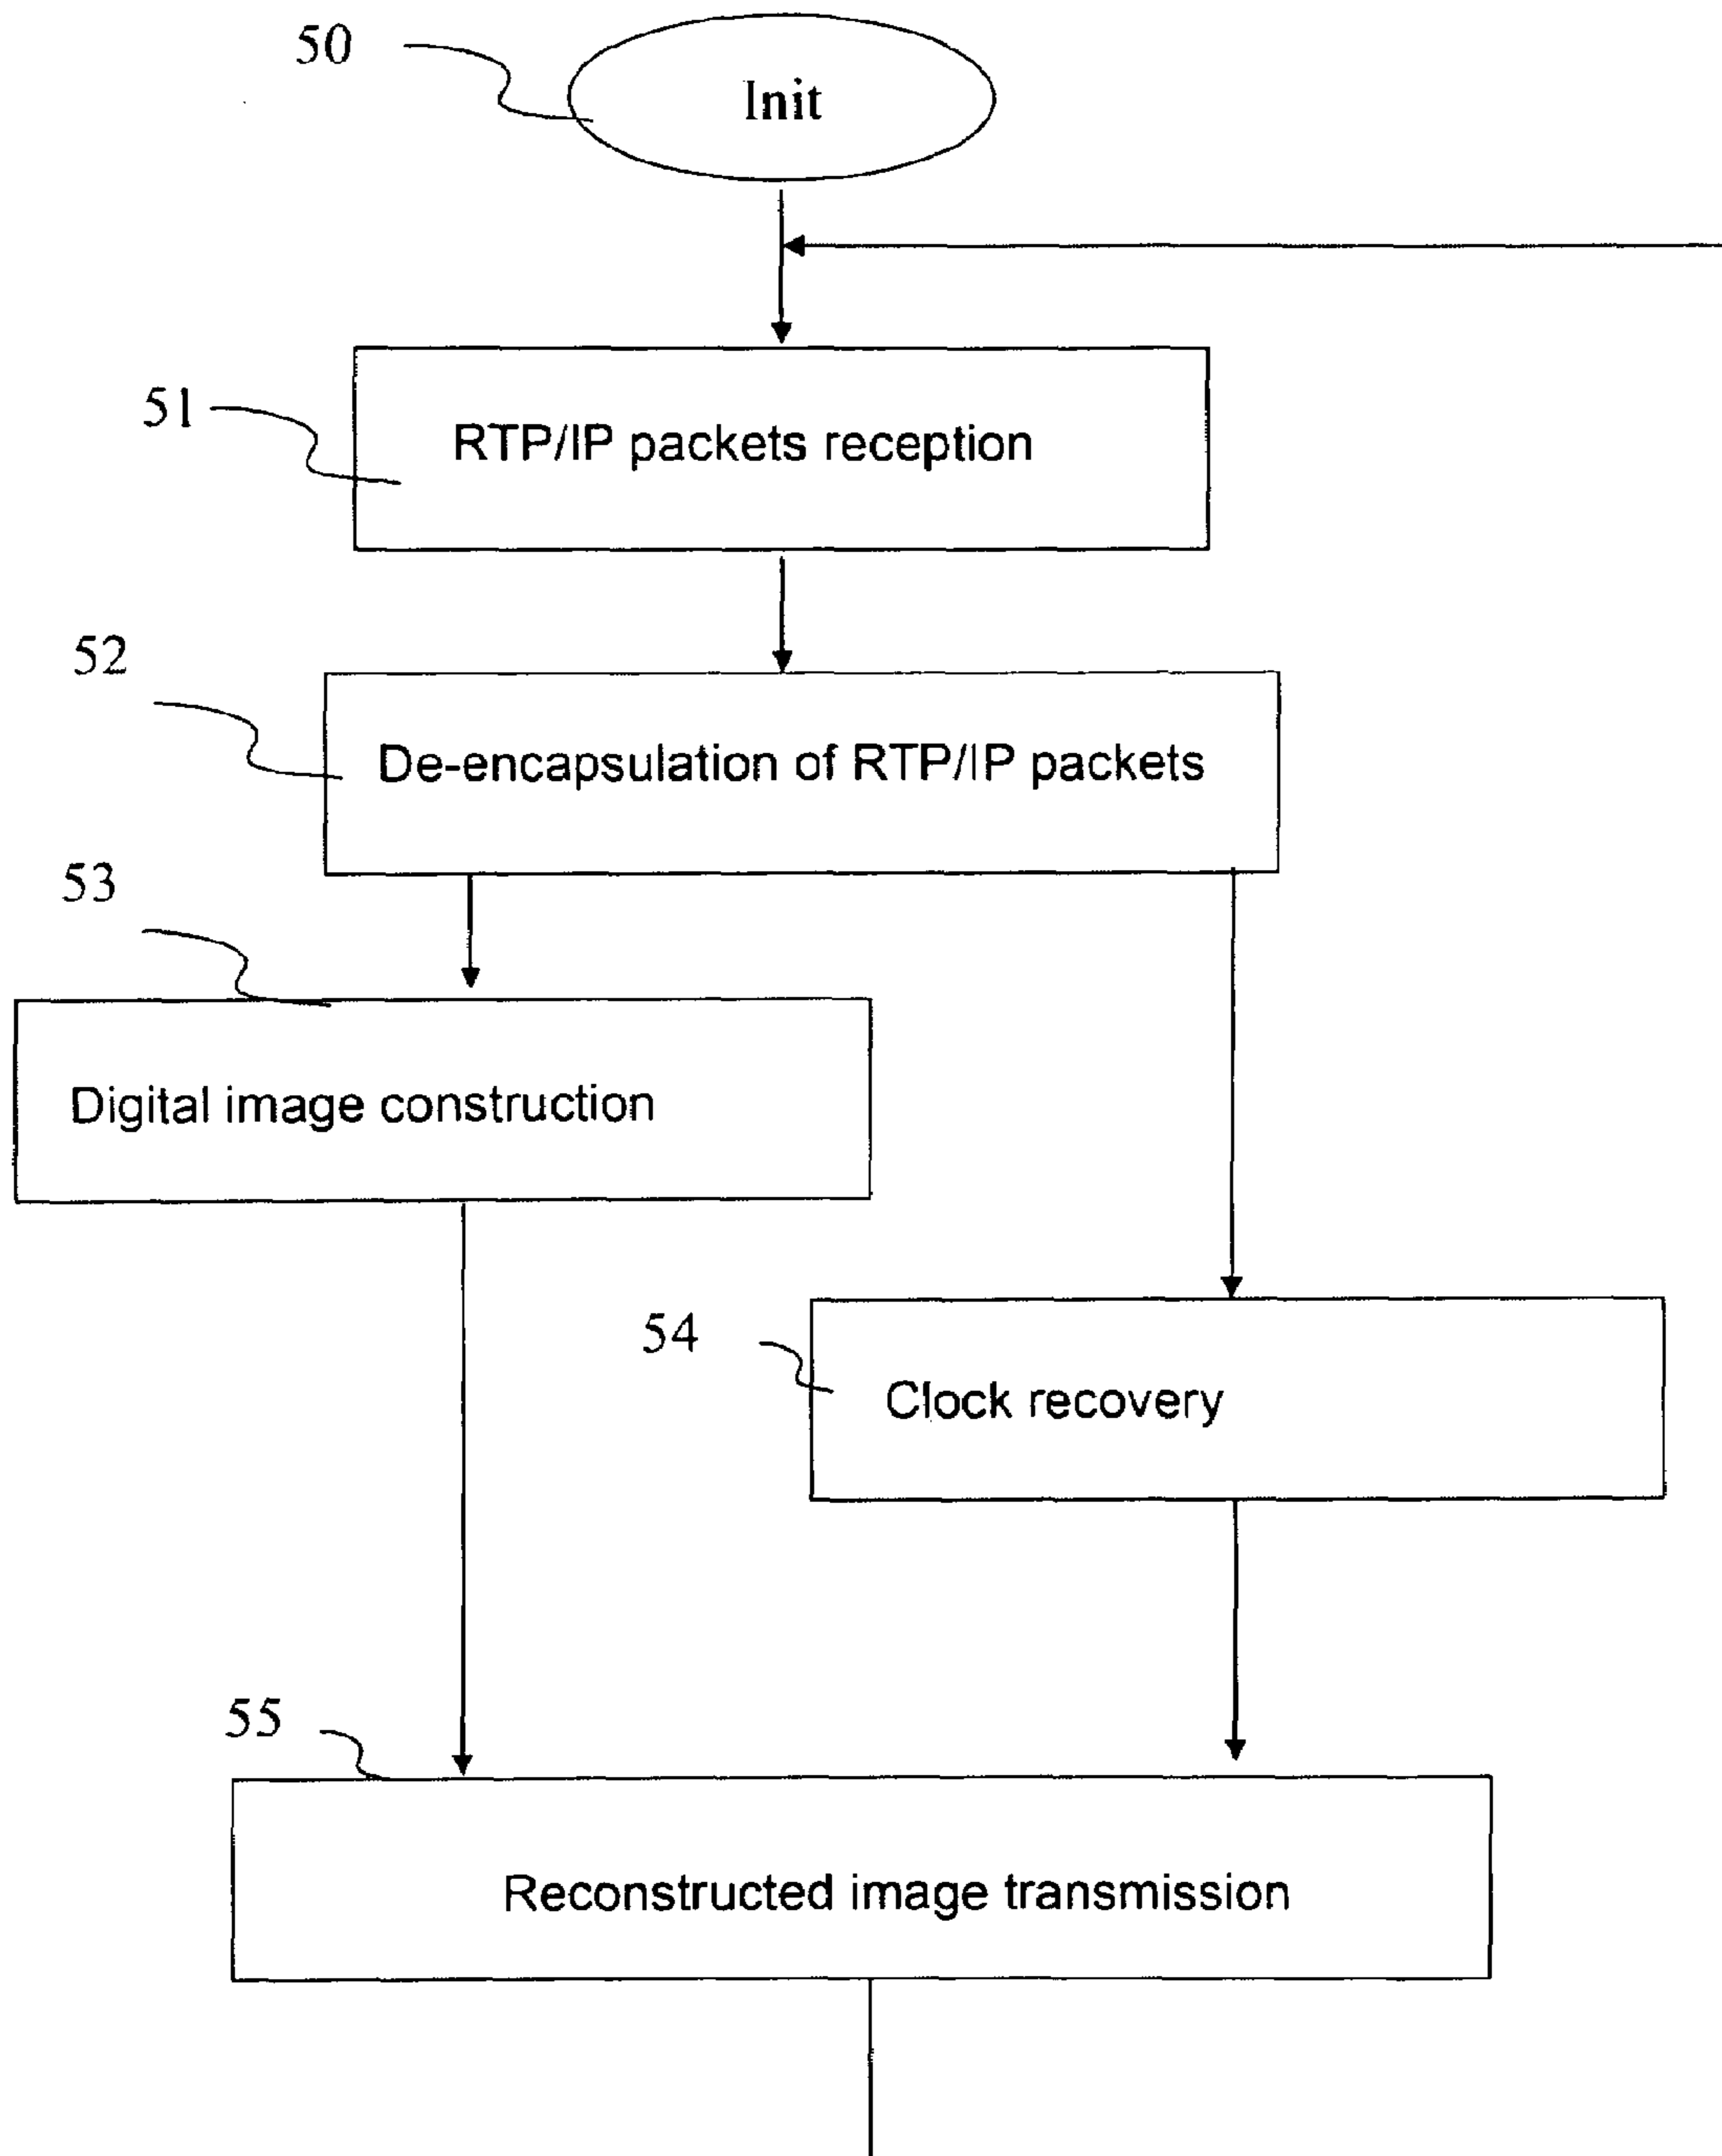 50
Init
51
RTP/IP packets reception
52
De-encapsulation of RTP/IP packets
53
Digital image construction
54
Clock recovery
55
Reconstructed image transmission